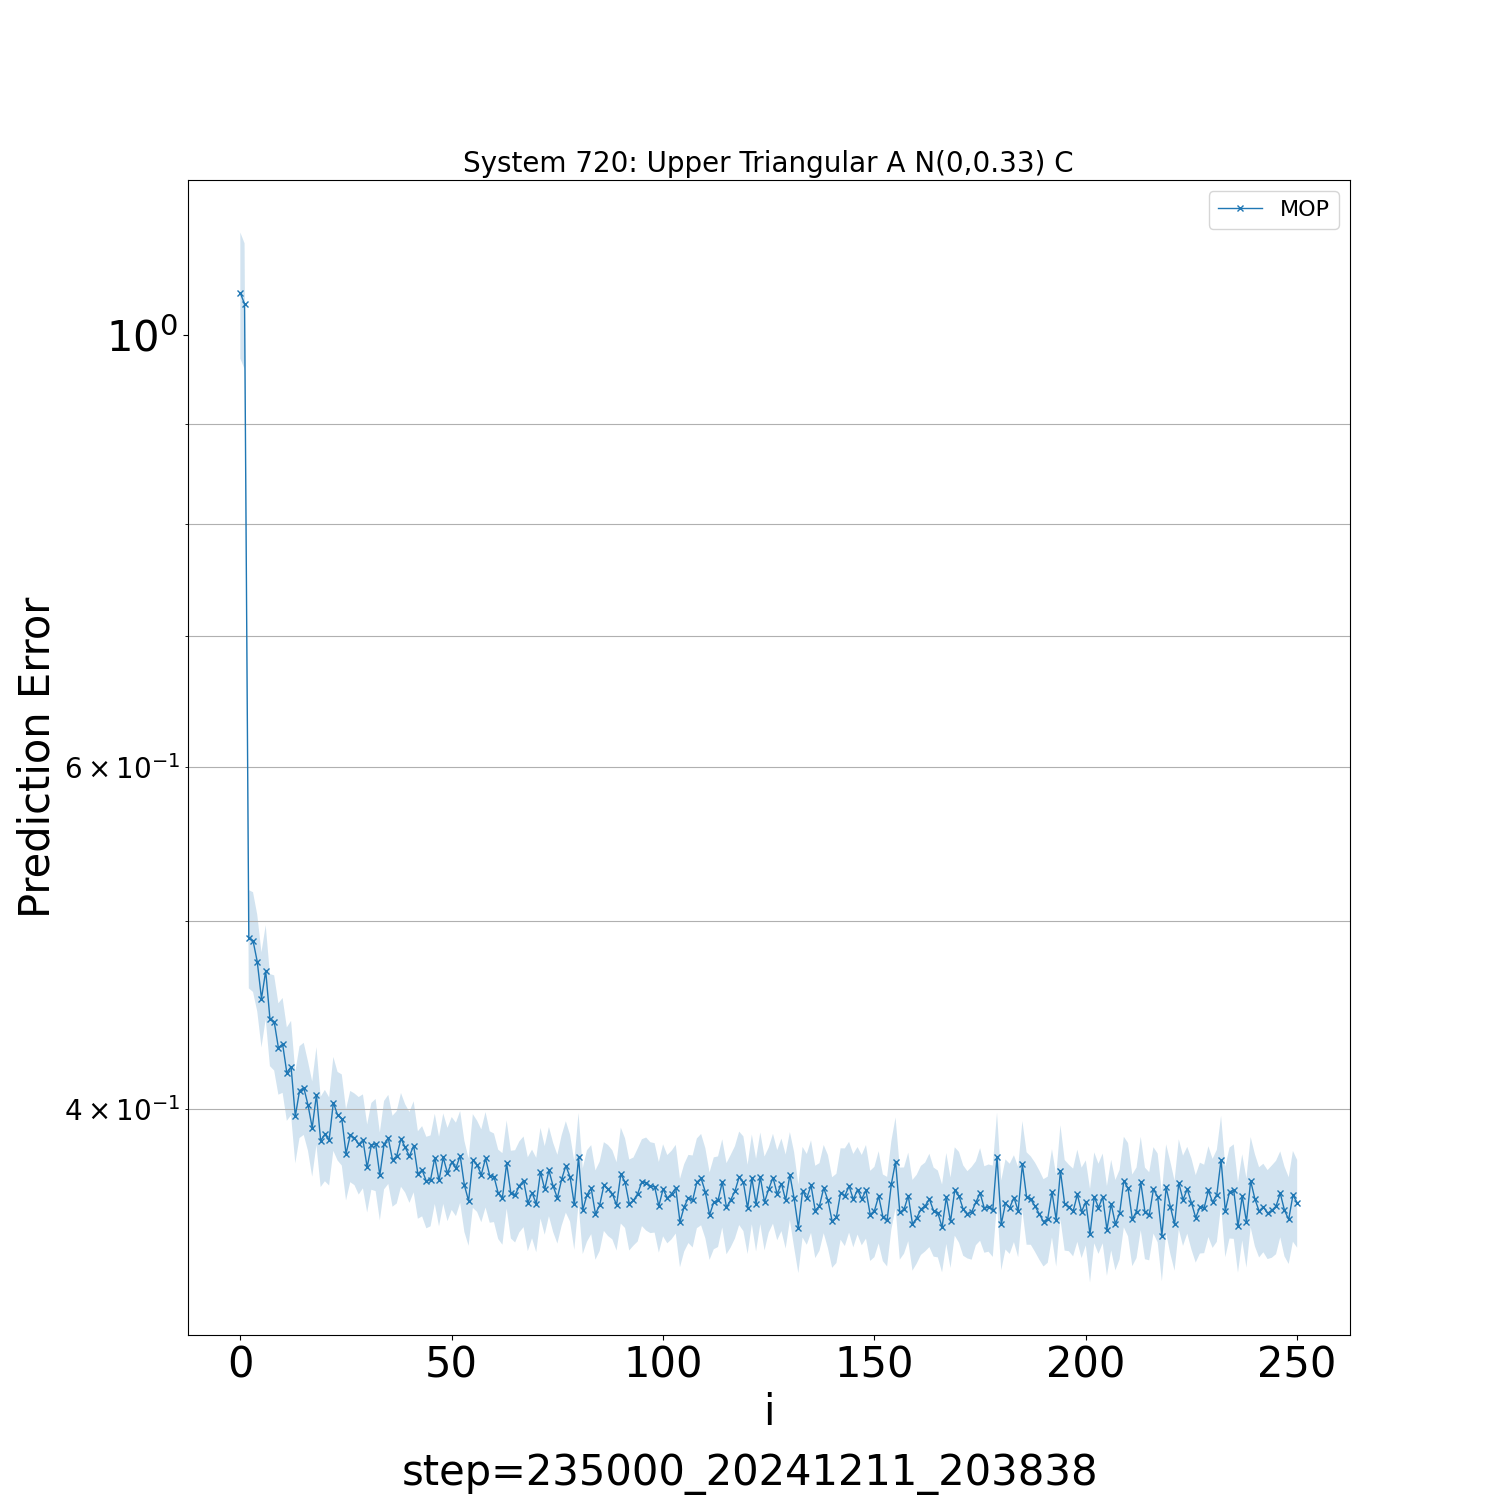 System 720: Upper Triangular A N(0,0.33) C
MOP
10⁰
6 × 10⁻¹
4 × 10⁻¹
Prediction Error
0 50 100 150 200 250
i
step=235000_20241211_203838